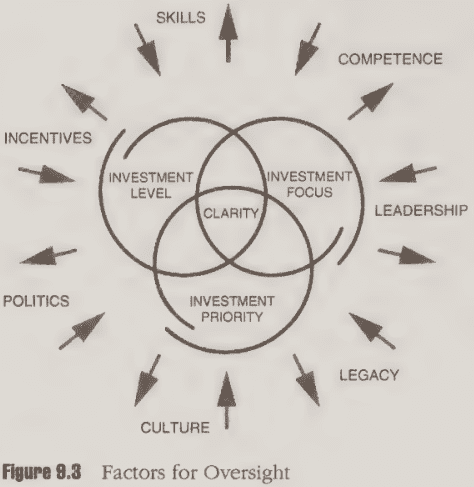 SKILLS
COMPETENCE
INCENTIVES
INVESTMENT
LEVEL
INVESTMENT
FOCUS
CLARITY
LEADERSHIP
INVESTMENT
PRIORITY
POLITICS
LEGACY
CULTURE
Figure 9.3 Factors for Oversight